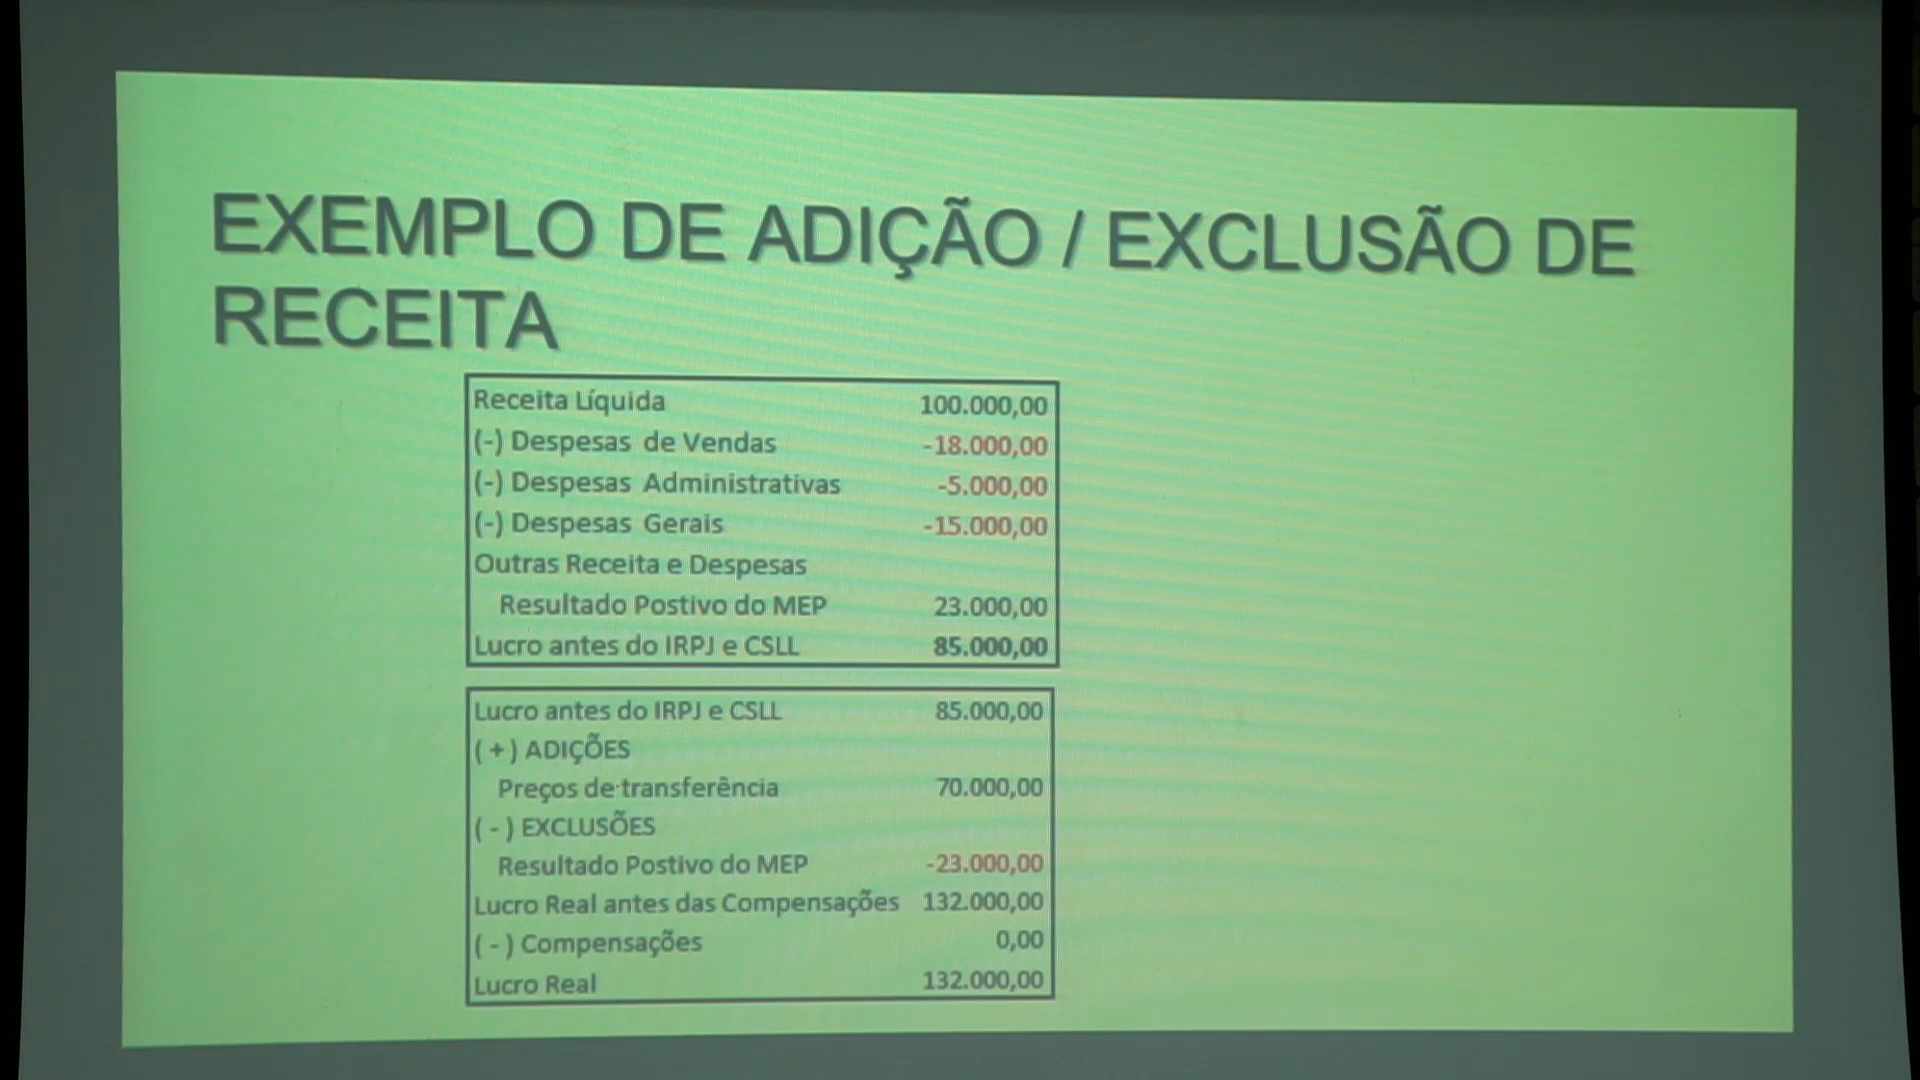 EXEMPLO DE ADIÇÃO / EXCLUSÃO DE
RECEITA
Receita Líquida 100.000,00
(-) Despesas de Vendas -18.000,00
(-) Despesas Administrativas -5.000,00
(-) Despesas Gerais -15.000,00
Outras Receita e Despesas
Resultado Postivo do MEP 23.000,00
Lucro antes do IRPJ e CSLL 85.000,00
Lucro antes do IRPJ e CSLL 85.000,00
( + ) ADIÇÕES
Preços de transferência 70.000,00
( - ) EXCLUSÕES
Resultado Postivo do MEP -23.000,00
Lucro Real antes das Compensações 132.000,00
( - ) Compensações 0,00
Lucro Real 132.000,00